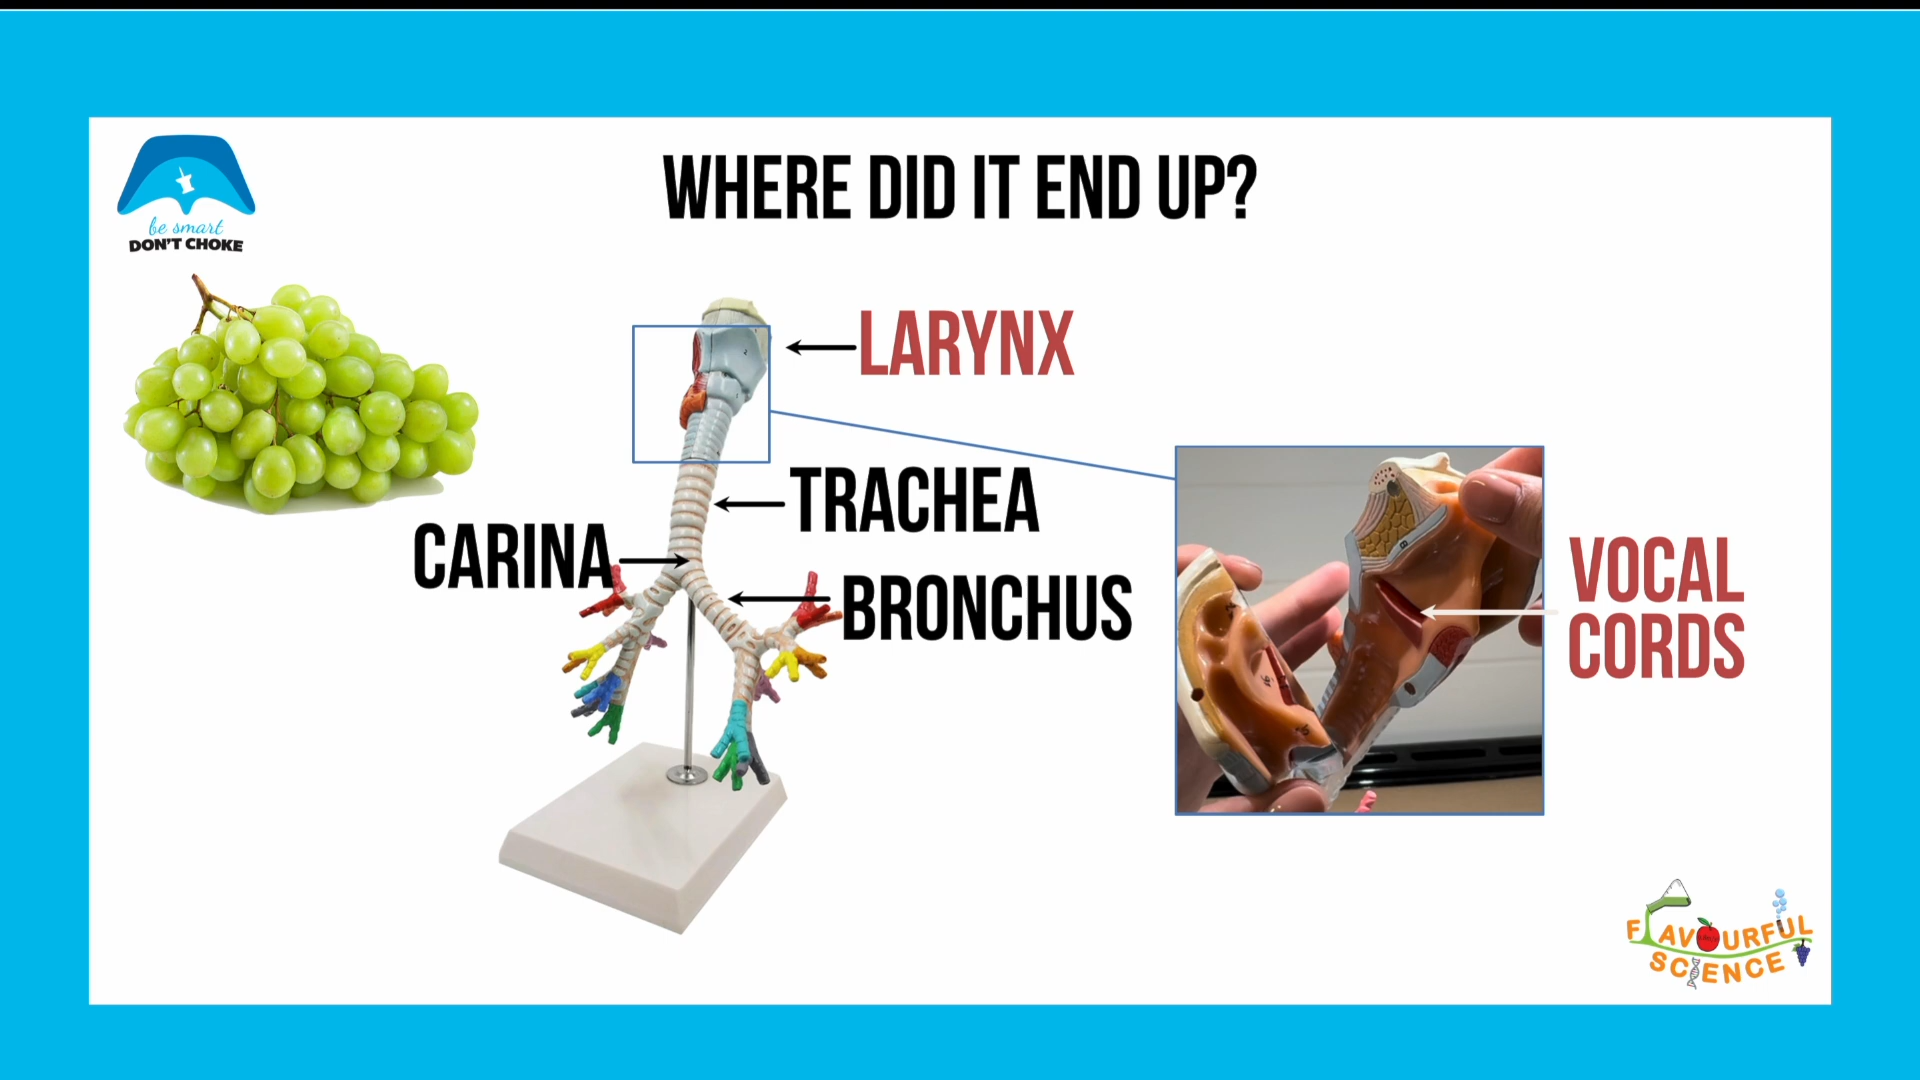 be smart
DON'T CHOKE
WHERE DID IT END UP?
LARYNX
TRACHEA
CARINA
BRONCHUS
VOCAL
CORDS
FLAVOURFUL
SCIENCE